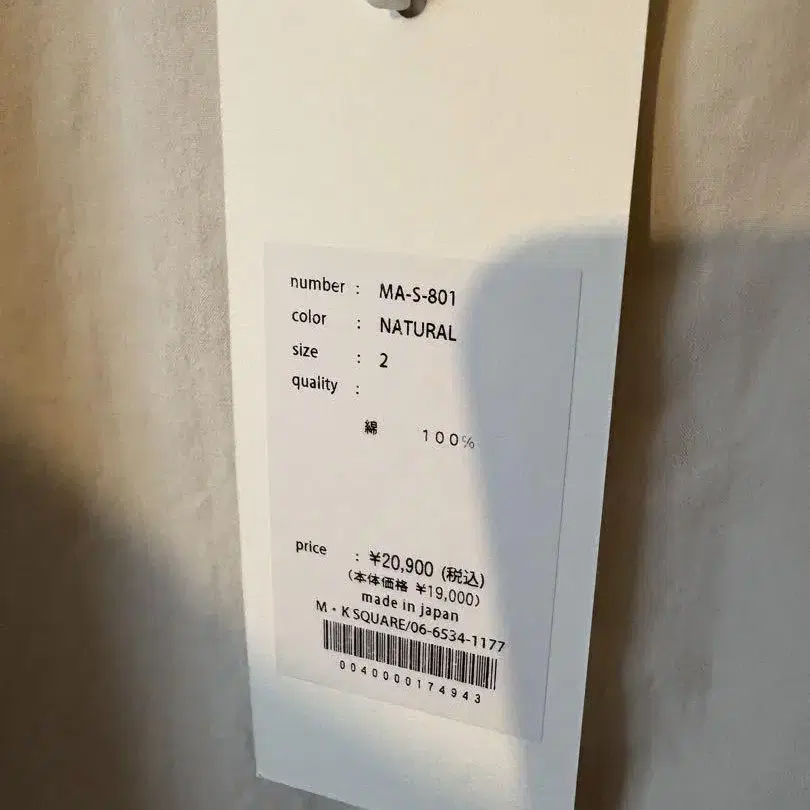 number : MA-S-801
color : NATURAL
size : 2
quality :
綿 100%
price : ¥20,900 (税込)
(本体価格 ¥19,000)
made in japan
M・K SQUARE/06-6534-1177
0040000174943